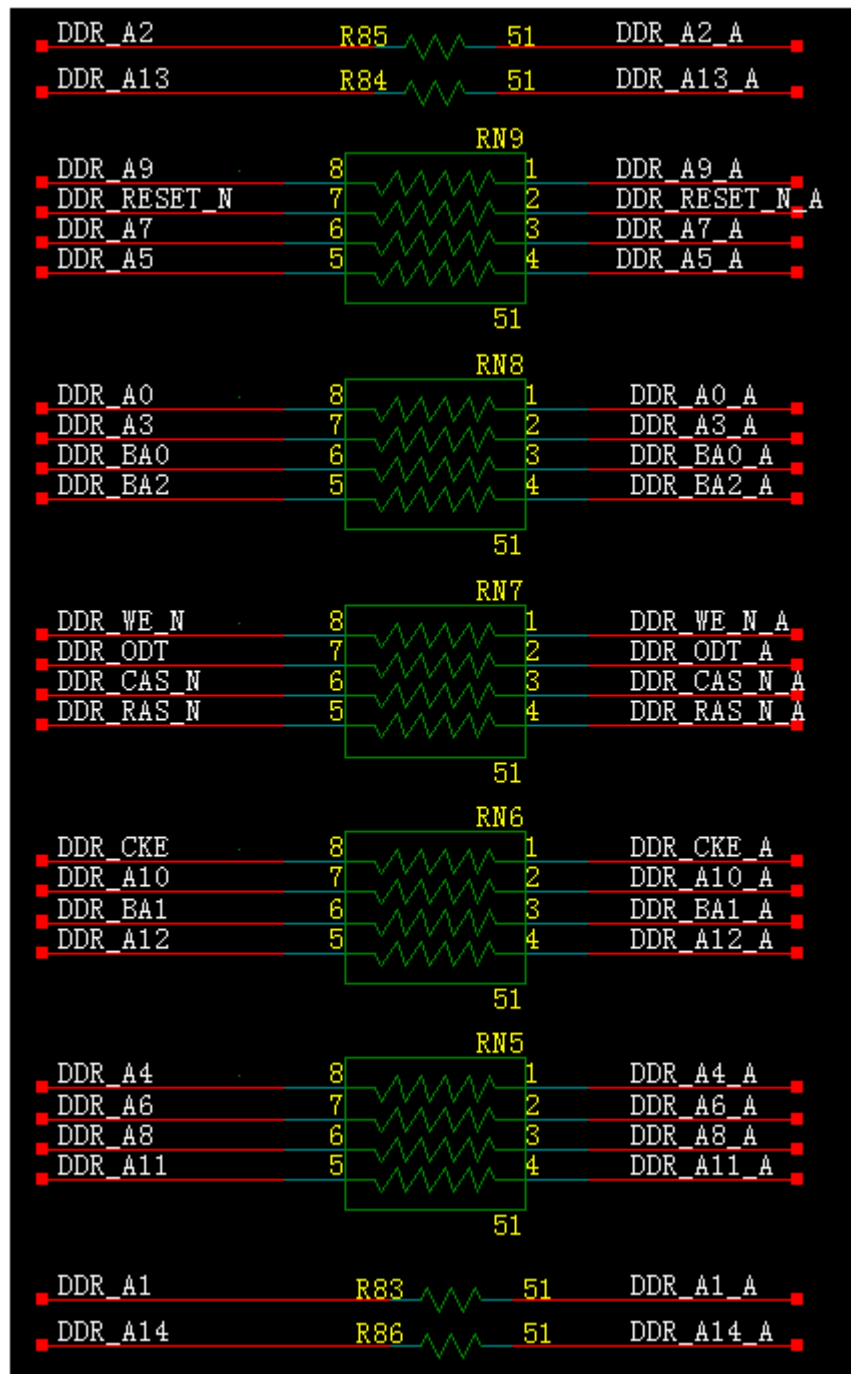 DDR_A2 R85 51 DDR_A2_A
DDR_A13 R84 51 DDR_A13_A
RN9
DDR_A9 8 1 DDR_A9_A
DDR_RESET_N 7 2 DDR_RESET_N_A
DDR_A7 6 3 DDR_A7_A
DDR_A5 5 4 DDR_A5_A
51
RN8
DDR_A0 8 1 DDR_A0_A
DDR_A3 7 2 DDR_A3_A
DDR_BA0 6 3 DDR_BA0_A
DDR_BA2 5 4 DDR_BA2_A
51
RN7
DDR_WE_N 8 1 DDR_WE_N_A
DDR_ODT 7 2 DDR_ODT_A
DDR_CAS_N 6 3 DDR_CAS_N_A
DDR_RAS_N 5 4 DDR_RAS_N_A
51
RN6
DDR_CKE 8 1 DDR_CKE_A
DDR_A10 7 2 DDR_A10_A
DDR_BA1 6 3 DDR_BA1_A
DDR_A12 5 4 DDR_A12_A
51
RN5
DDR_A4 8 1 DDR_A4_A
DDR_A6 7 2 DDR_A6_A
DDR_A8 6 3 DDR_A8_A
DDR_A11 5 4 DDR_A11_A
51
DDR_A1 R83 51 DDR_A1_A
DDR_A14 R86 51 DDR_A14_A